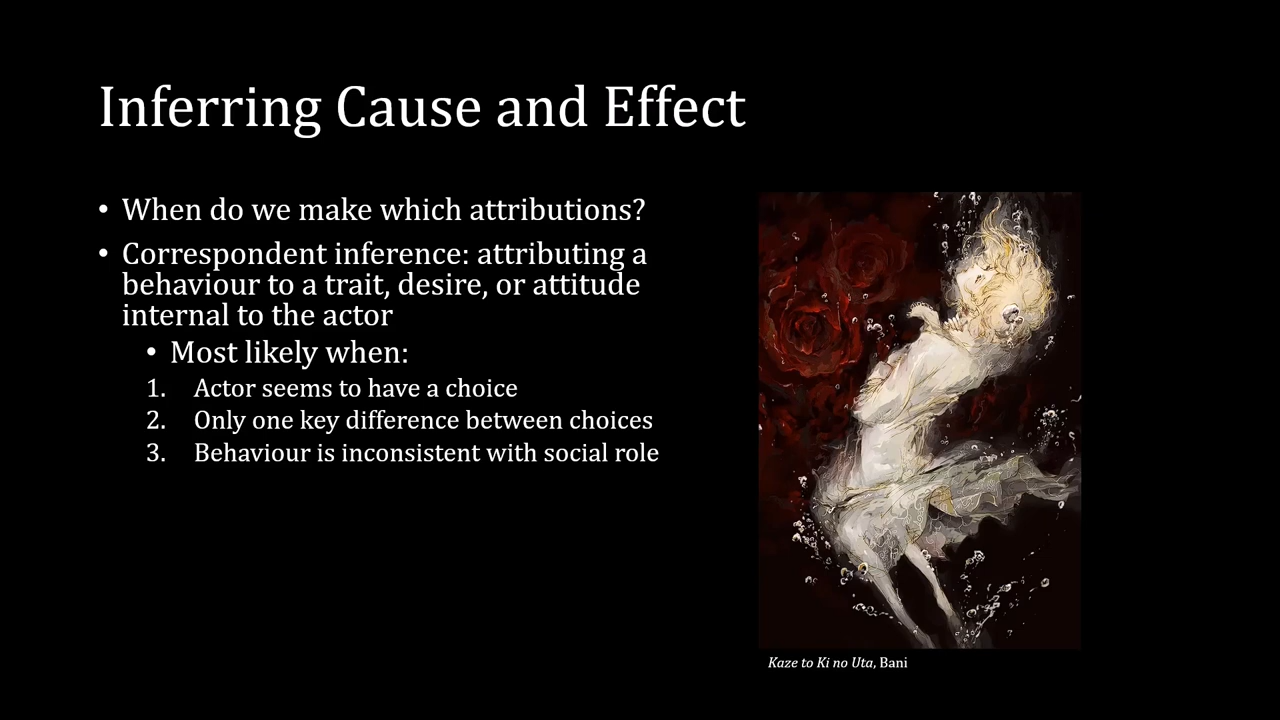 Inferring Cause and Effect
• When do we make which attributions?
• Correspondent inference: attributing a
behaviour to a trait, desire, or attitude
internal to the actor
• Most likely when:
1. Actor seems to have a choice
2. Only one key difference between choices
3. Behaviour is inconsistent with social role
Kaze to Ki no Uta, Bani